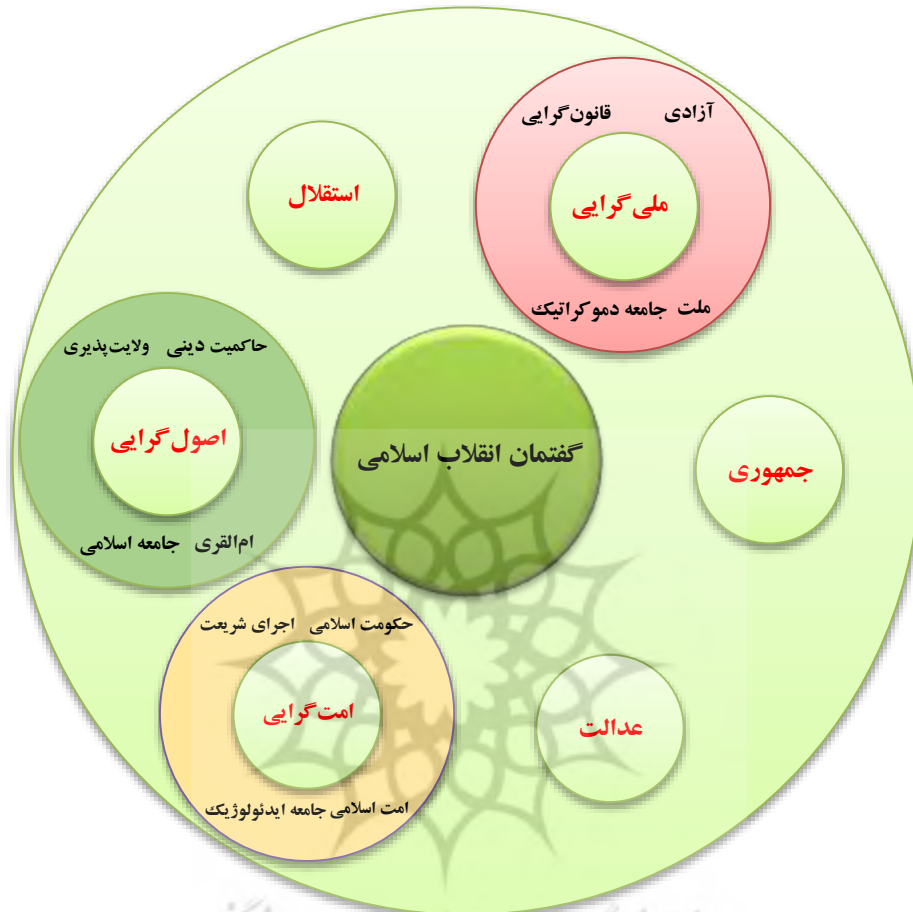 آزادی قانون‌گرایی
ملی‌گرایی
ملت جامعه دموکراتیک
استقلال
حاکمیت دینی ولایت‌پذیری
اصول‌گرایی
ام‌القری جامعه اسلامی
گفتمان انقلاب اسلامی
جمهوری
حکومت اسلامی اجرای شریعت
امت‌گرایی
امت اسلامی جامعه ایدئولوژیک
عدالت